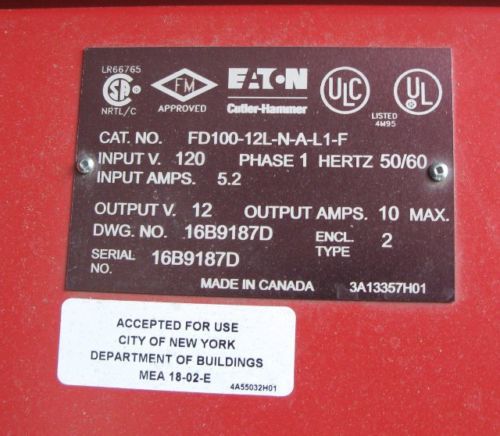 LR66765
SA
NRTL/C
FM
APPROVED
EATON
Cutler-Hammer
ULC
UL
LISTED
4M95
CAT. NO. FD100-12L-N-A-L1-F
INPUT V. 120 PHASE 1 HERTZ 50/60
INPUT AMPS. 5.2
OUTPUT V. 12 OUTPUT AMPS. 10 MAX.
DWG. NO. 16B9187D ENCL. TYPE 2
SERIAL NO. 16B9187D
MADE IN CANADA 3A13357H01
ACCEPTED FOR USE
CITY OF NEW YORK
DEPARTMENT OF BUILDINGS
MEA 18-02-E
4A55032H01